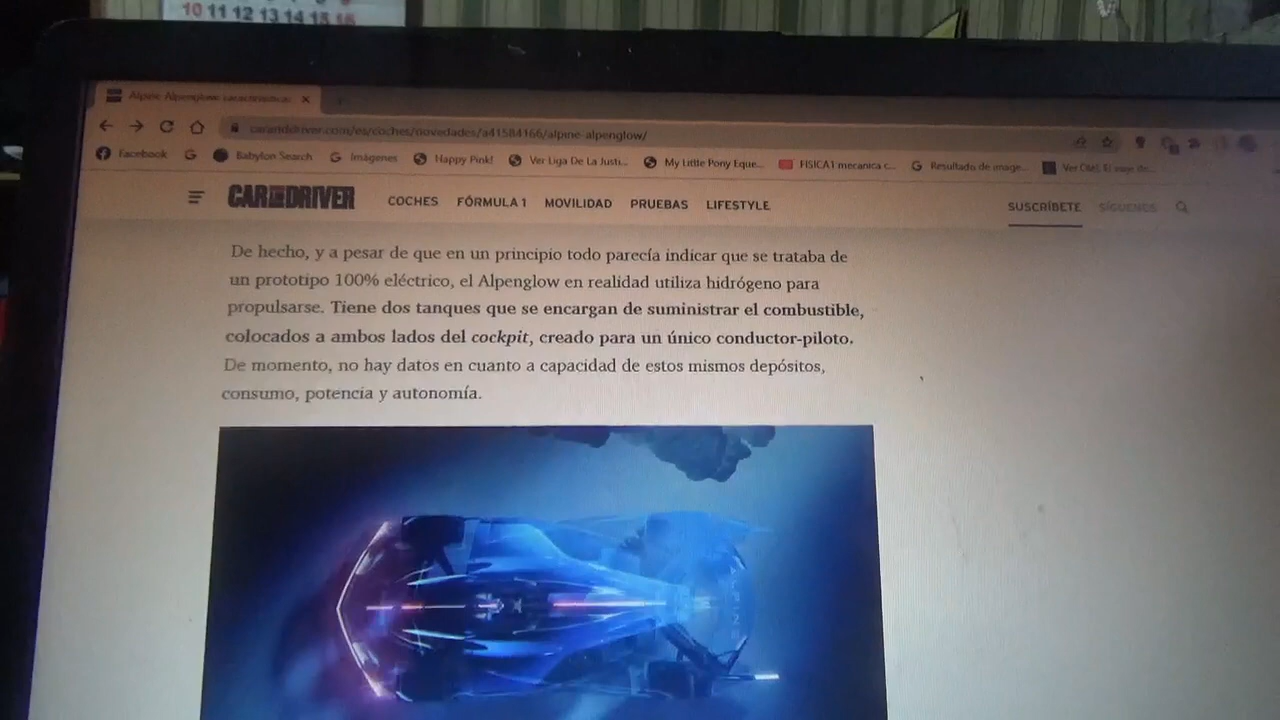 10 11 12 13 14 15 16
Alpine Alpenglow: características
caranddriver.com/es/coches/novedades/a41584166/alpine-alpenglow/
Facebook G Babylon Search Imágenes Happy Pink! Ver Liga De La Justi... My Little Pony Eque... FISICA1 mecanica c... Resultado de image...
CAR AND DRIVER COCHES FÓRMULA 1 MOVILIDAD PRUEBAS LIFESTYLE SUSCRÍBETE SÍGUENOS
De hecho, y a pesar de que en un principio todo parecía indicar que se trataba de
un prototipo 100% eléctrico, el Alpenglow en realidad utiliza hidrógeno para
propulsarse. Tiene dos tanques que se encargan de suministrar el combustible,
colocados a ambos lados del cockpit, creado para un único conductor-piloto.
De momento, no hay datos en cuanto a capacidad de estos mismos depósitos,
consumo, potencia y autonomía.